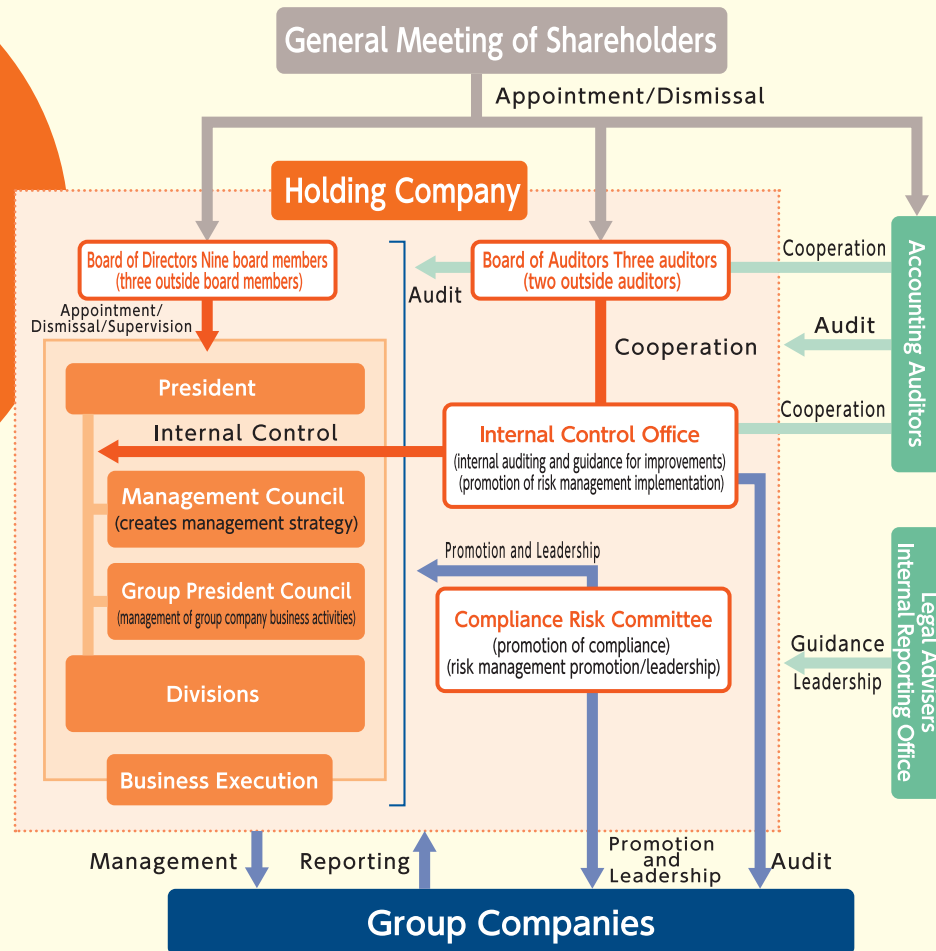 General Meeting of Shareholders
Appointment/Dismissal
Holding Company
Board of Directors Nine board members
(three outside board members)
Board of Auditors Three auditors
(two outside auditors)
Cooperation
Audit
Accounting Auditors
Appointment/
Dismissal/Supervision
Audit
Cooperation
President
Cooperation
Internal Control
Internal Control Office
(internal auditing and guidance for improvements)
(promotion of risk management implementation)
Management Council
(creates management strategy)
Promotion and Leadership
Group President Council
(management of group company business activities)
Compliance Risk Committee
(promotion of compliance)
(risk management promotion/leadership)
Guidance
Leadership
Legal Advisers
Internal Reporting Office
Divisions
Business Execution
Management
Reporting
Promotion
and
Leadership
Audit
Group Companies